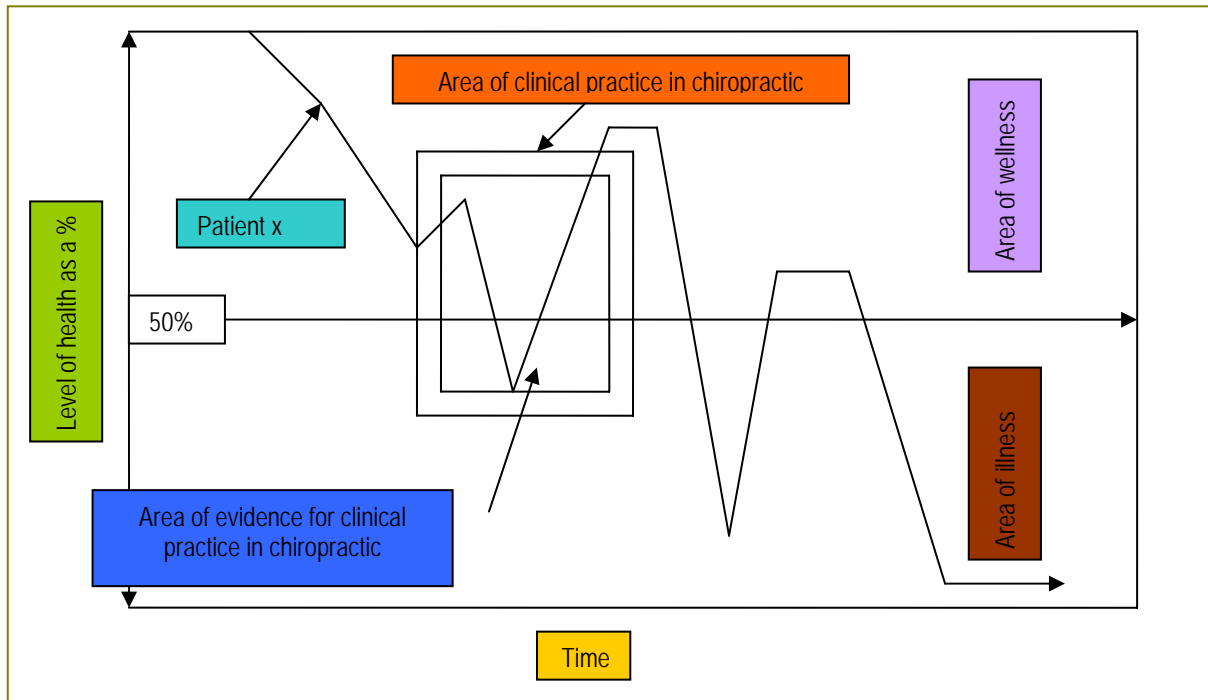 Area of clinical practice in chiropractic
Patient x
Level of health as a %
50%
Area of wellness
Area of illness
Area of evidence for clinical
practice in chiropractic
Time